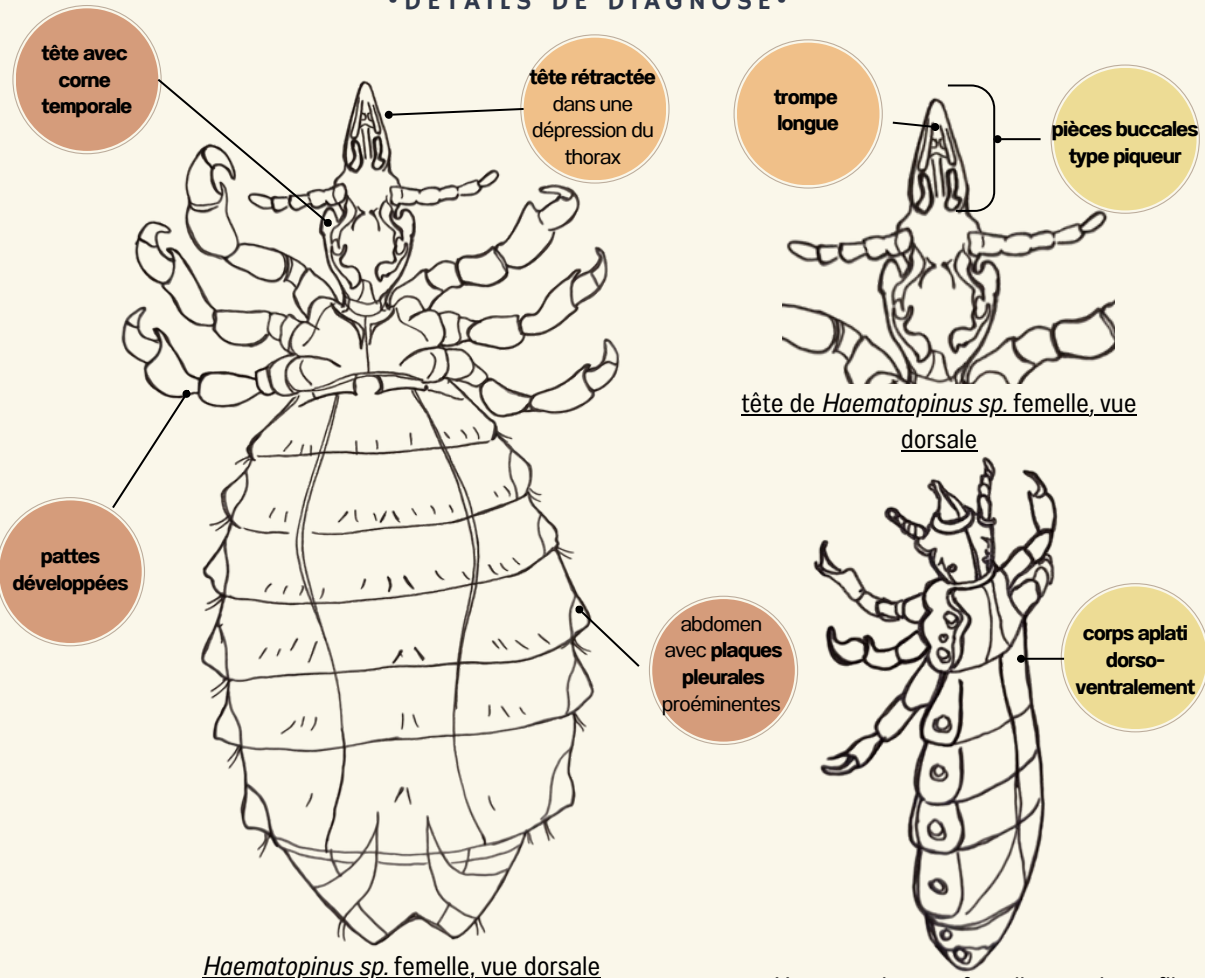 •DÉTAILS DE DIAGNOSE•
tête avec
corne
temporale
tête rétractée
dans une
dépression du
thorax
trompe
longue
pièces buccales
type piqueur
tête de Haematopinus sp. femelle, vue
dorsale
pattes
développées
abdomen
avec plaques
pleurales
proéminentes
corps aplati
dorso-
ventralement
Haematopinus sp. femelle, vue dorsale